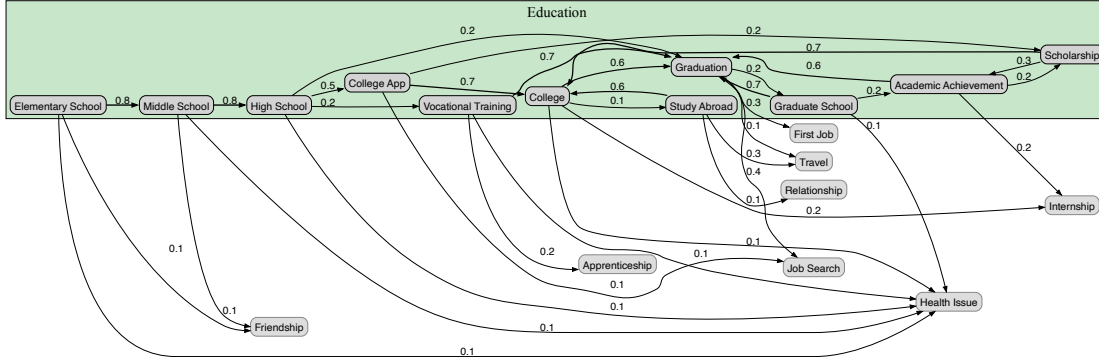 Education
0.2
0.2
0.7
0.7
0.6
0.3
Scholarship
0.6
Graduation
0.2
0.2
College App
0.7
0.5
0.6
0.7
Academic Achievement
0.2
Elementary School
0.8
Middle School
0.8
High School
0.2
Vocational Training
College
0.1
Study Abroad
0.3
Graduate School
0.1
0.1
First Job
0.3
Travel
0.2
0.4
Relationship
0.1
0.2
Internship
0.1
0.2
0.1
0.1
Apprenticeship
Job Search
0.1
Health Issue
0.1
0.1
Friendship
0.1
0.1